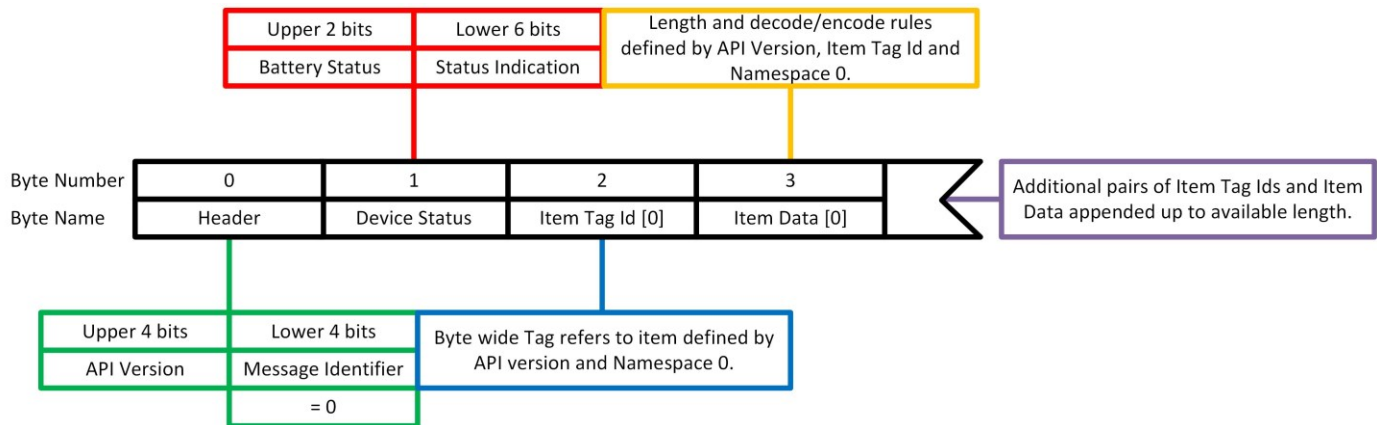 Upper 2 bits
Lower 6 bits
Battery Status
Status Indication
Length and decode/encode rules
defined by API Version, Item Tag Id and
Namespace 0.
Byte Number
0
1
2
3
Byte Name
Header
Device Status
Item Tag Id [0]
Item Data [0]
Additional pairs of Item Tag Ids and Item
Data appended up to available length.
Upper 4 bits
Lower 4 bits
API Version
Message Identifier
= 0
Byte wide Tag refers to item defined by
API version and Namespace 0.